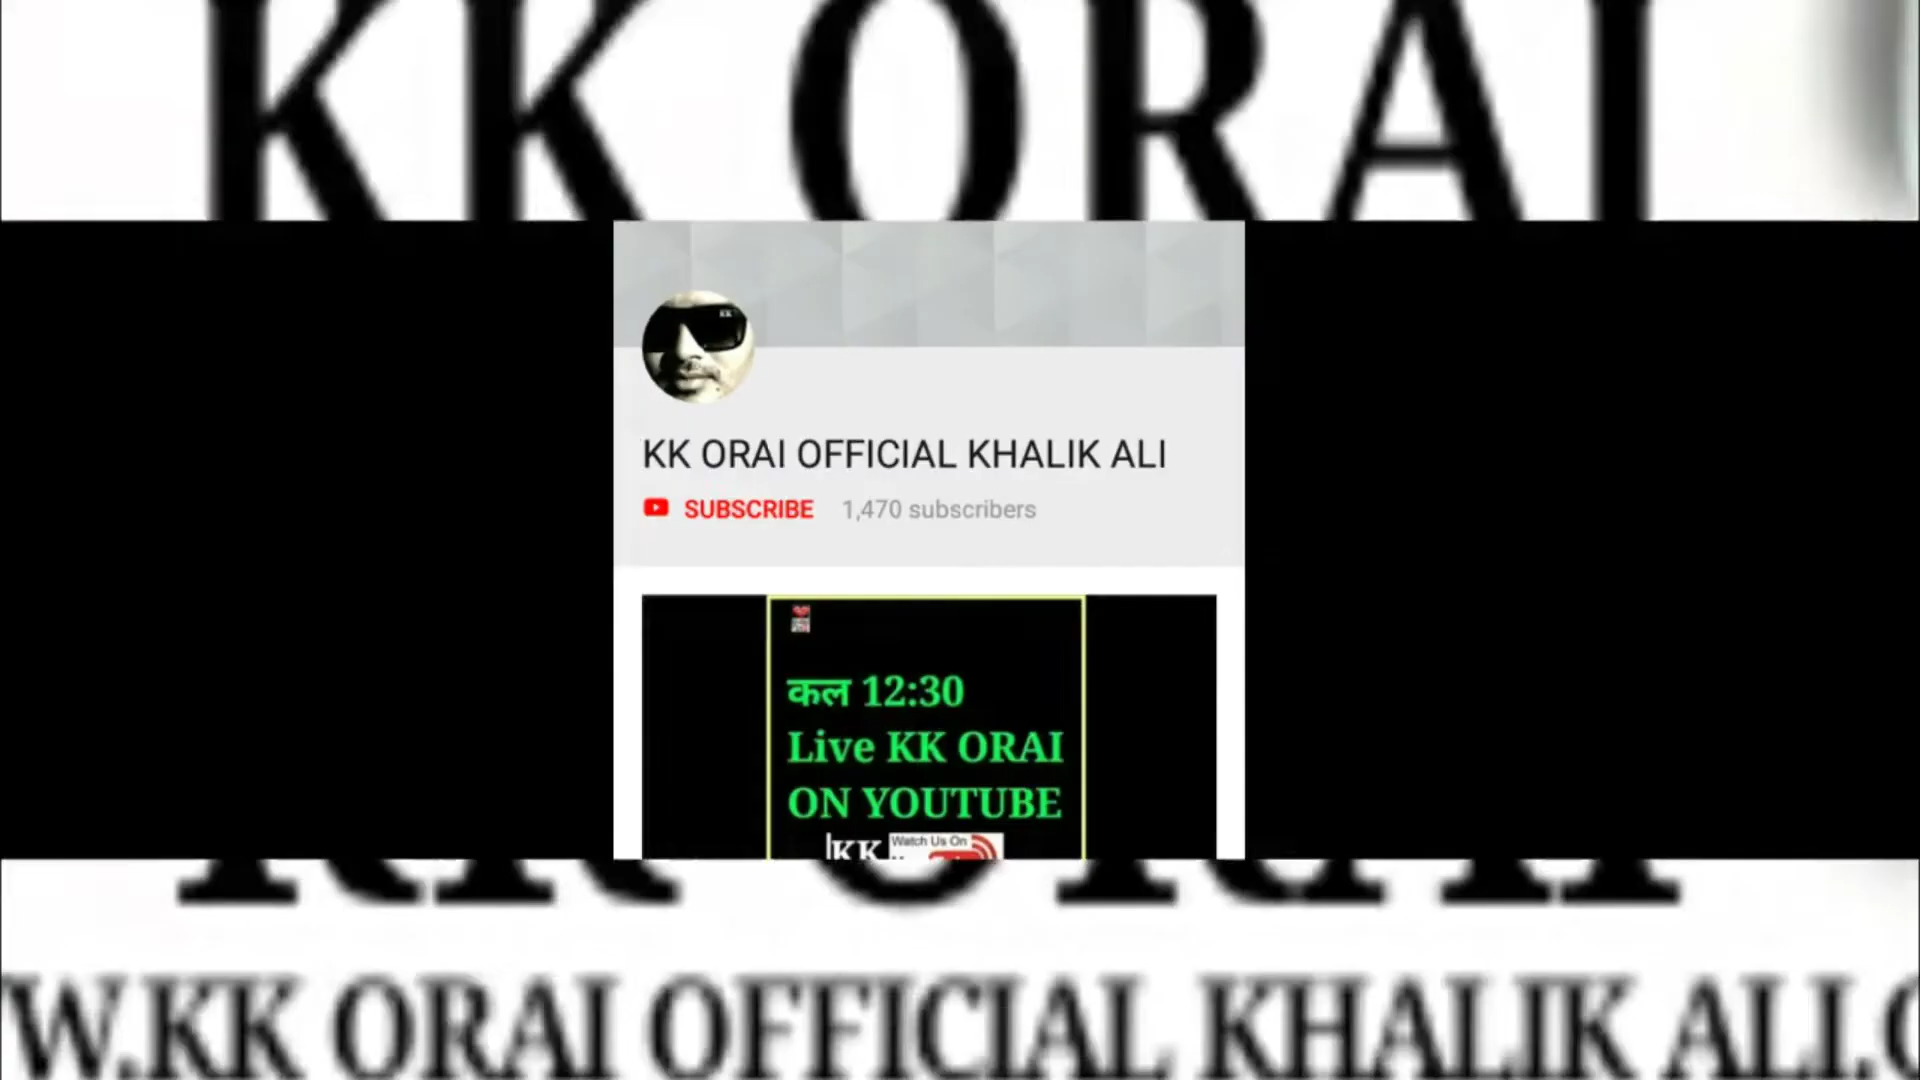 KK ORAI
KK ORAI OFFICIAL KHALIK ALI
SUBSCRIBE 1,470 subscribers
कल 12:30
Live KK ORAI
ON YOUTUBE
KK Watch Us On
W.KK ORAI OFFICIAL KHALIK ALI.